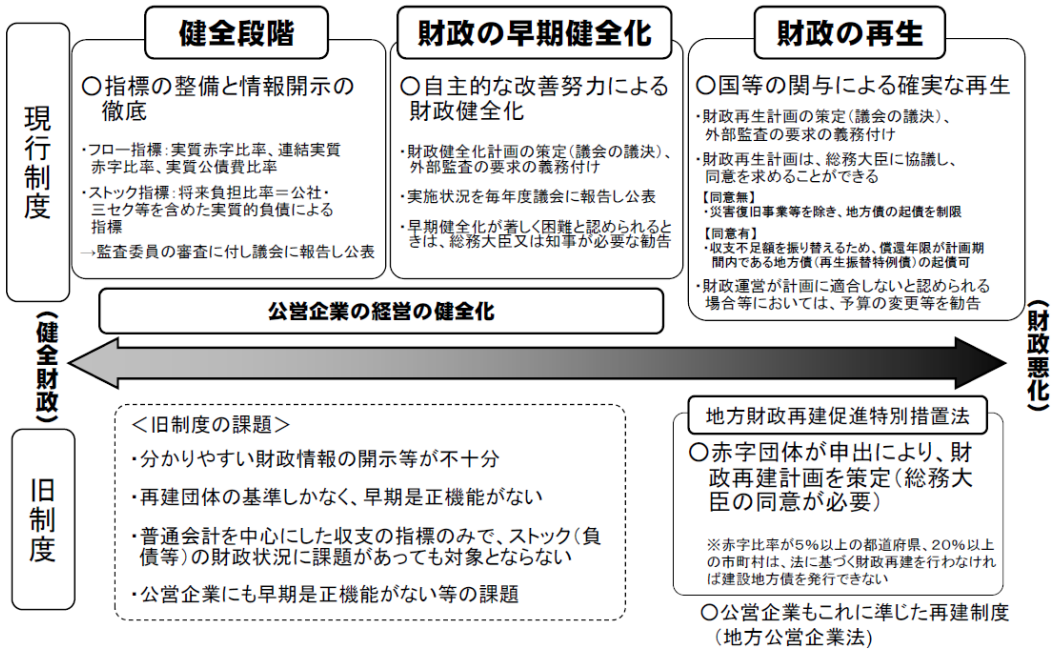 現行制度
健全段階
〇指標の整備と情報開示の
徹底
・フロー指標：実質赤字比率、連結実質
赤字比率、実質公債費比率
・ストック指標：将来負担比率＝公社・
三セク等を含めた実質的負債による
指標
→監査委員の審査に付し議会に報告し公表
財政の早期健全化
〇自主的な改善努力による
財政健全化
・財政健全化計画の策定（議会の議決）、
外部監査の要求の義務付け
・実施状況を毎年度議会に報告し公表
・早期健全化が著しく困難と認められるとき
は、総務大臣又は知事が必要な勧告
財政の再生
〇国等の関与による確実な再生
・財政再生計画の策定（議会の議決）、
外部監査の要求の義務付け
・財政再生計画は、総務大臣に協議し、
同意を求めることができる
【同意無】
・災害復旧事業等を除き、地方債の起債を制限
【同意有】
・収支不足額を振り替えるため、償還年限が計画期
間内である地方債（再生振替特例債）の起債可
・財政運営が計画に適合しないと認められる
場合等においては、予算の変更等を勧告
公営企業の経営の健全化
（健全財政）
（財政悪化）
旧制度
＜旧制度の課題＞
・分かりやすい財政情報の開示等が不十分
・再建団体の基準しかなく、早期是正機能がない
・普通会計を中心にした収支の指標のみで、ストック（負
債等）の財政状況に課題があっても対象とならない
・公営企業にも早期是正機能がない等の課題
地方財政再建促進特別措置法
〇赤字団体が申出により、財
政再建計画を策定（総務大
臣の同意が必要）
※赤字比率が5％以上の都道府県、20％以上
の市町村は、法に基づく財政再建を行わなけれ
ば建設地方債を発行できない
〇公営企業もこれに準じた再建制度
（地方公営企業法)